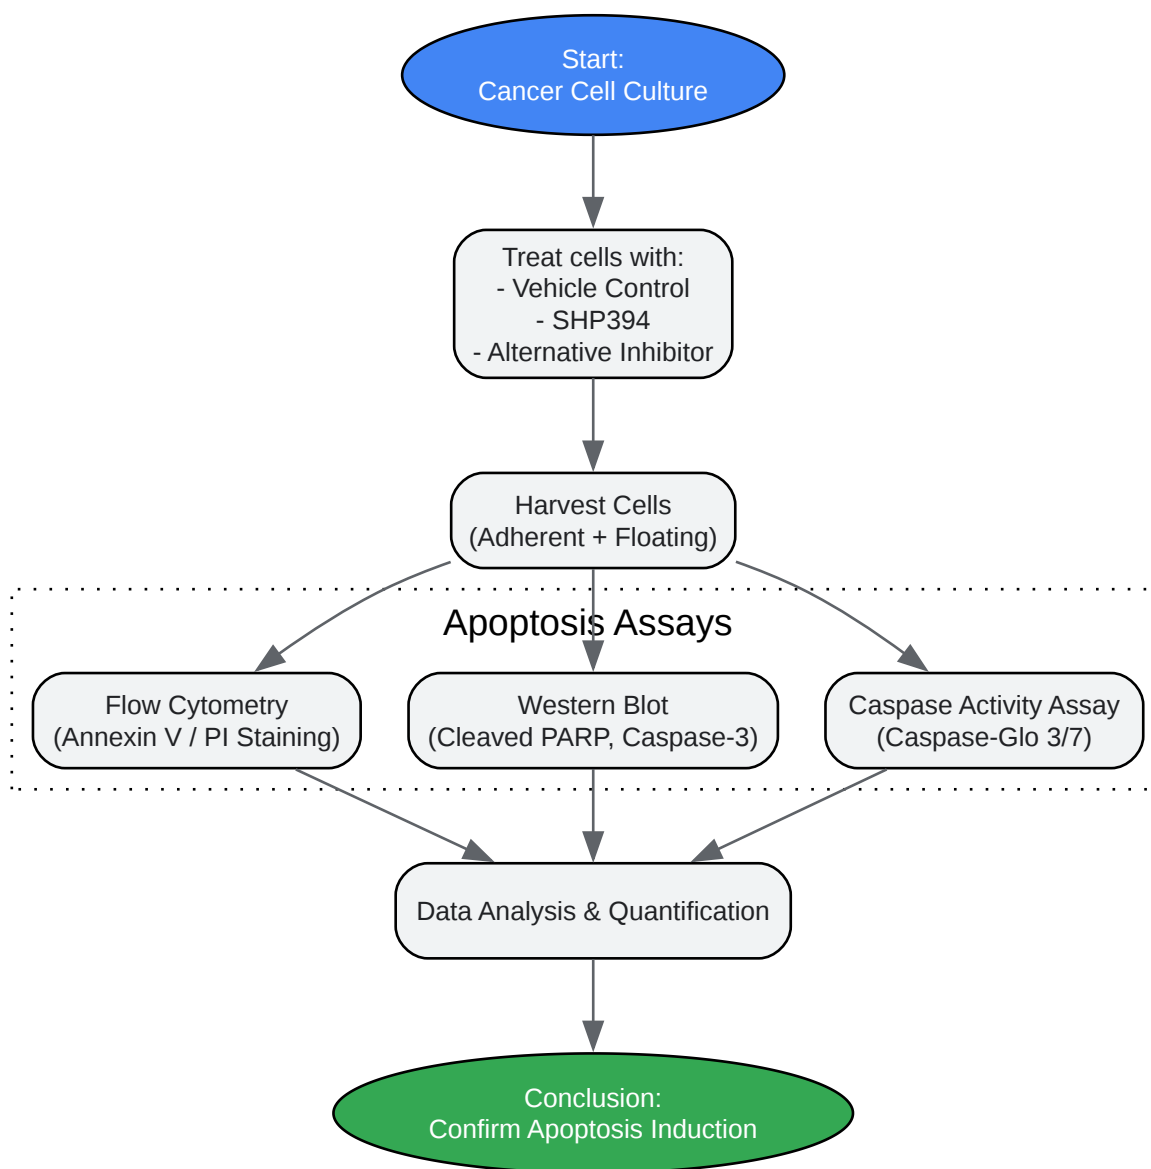 Start:
Cancer Cell Culture
Treat cells with:
- Vehicle Control
- SHP394
- Alternative Inhibitor
Harvest Cells
(Adherent + Floating)
Apoptosis Assays
Flow Cytometry
(Annexin V / PI Staining)
Western Blot
(Cleaved PARP, Caspase-3)
Caspase Activity Assay
(Caspase-Glo 3/7)
Data Analysis & Quantification
Conclusion:
Confirm Apoptosis Induction